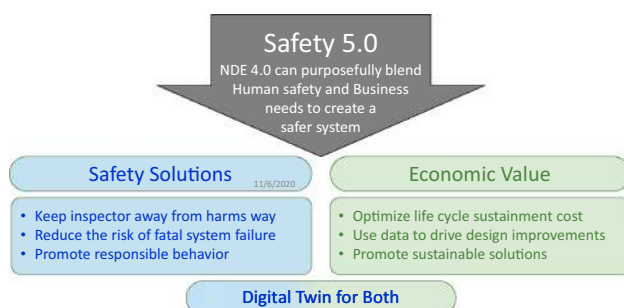 Safety 5.0
NDE 4.0 can purposefully blend
Human safety and Business
needs to create a
safer system
Safety Solutions
11/6/2020
• Keep inspector away from harms way
• Reduce the risk of fatal system failure
• Promote responsible behavior
Economic Value
• Optimize life cycle sustainment cost
• Use data to drive design improvements
• Promote sustainable solutions
Digital Twin for Both